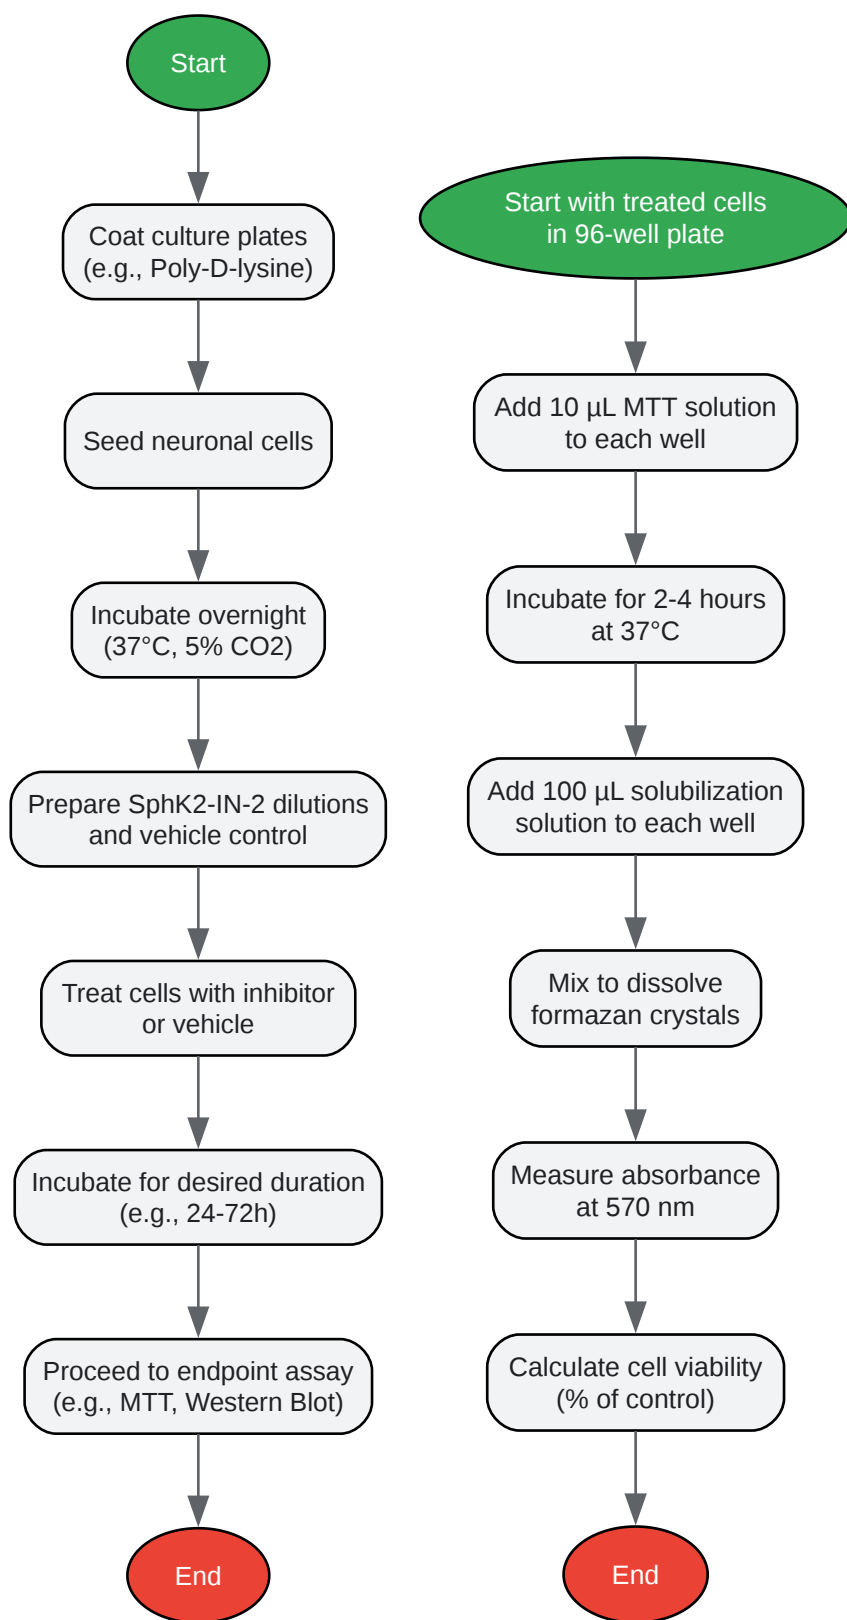 Start
Coat culture plates
(e.g., Poly-D-lysine)
Seed neuronal cells
Incubate overnight
(37°C, 5% CO2)
Prepare SphK2-IN-2 dilutions
and vehicle control
Treat cells with inhibitor
or vehicle
Incubate for desired duration
(e.g., 24-72h)
Proceed to endpoint assay
(e.g., MTT, Western Blot)
End
Start with treated cells
in 96-well plate
Add 10 µL MTT solution
to each well
Incubate for 2-4 hours
at 37°C
Add 100 µL solubilization
solution to each well
Mix to dissolve
formazan crystals
Measure absorbance
at 570 nm
Calculate cell viability
(% of control)
End